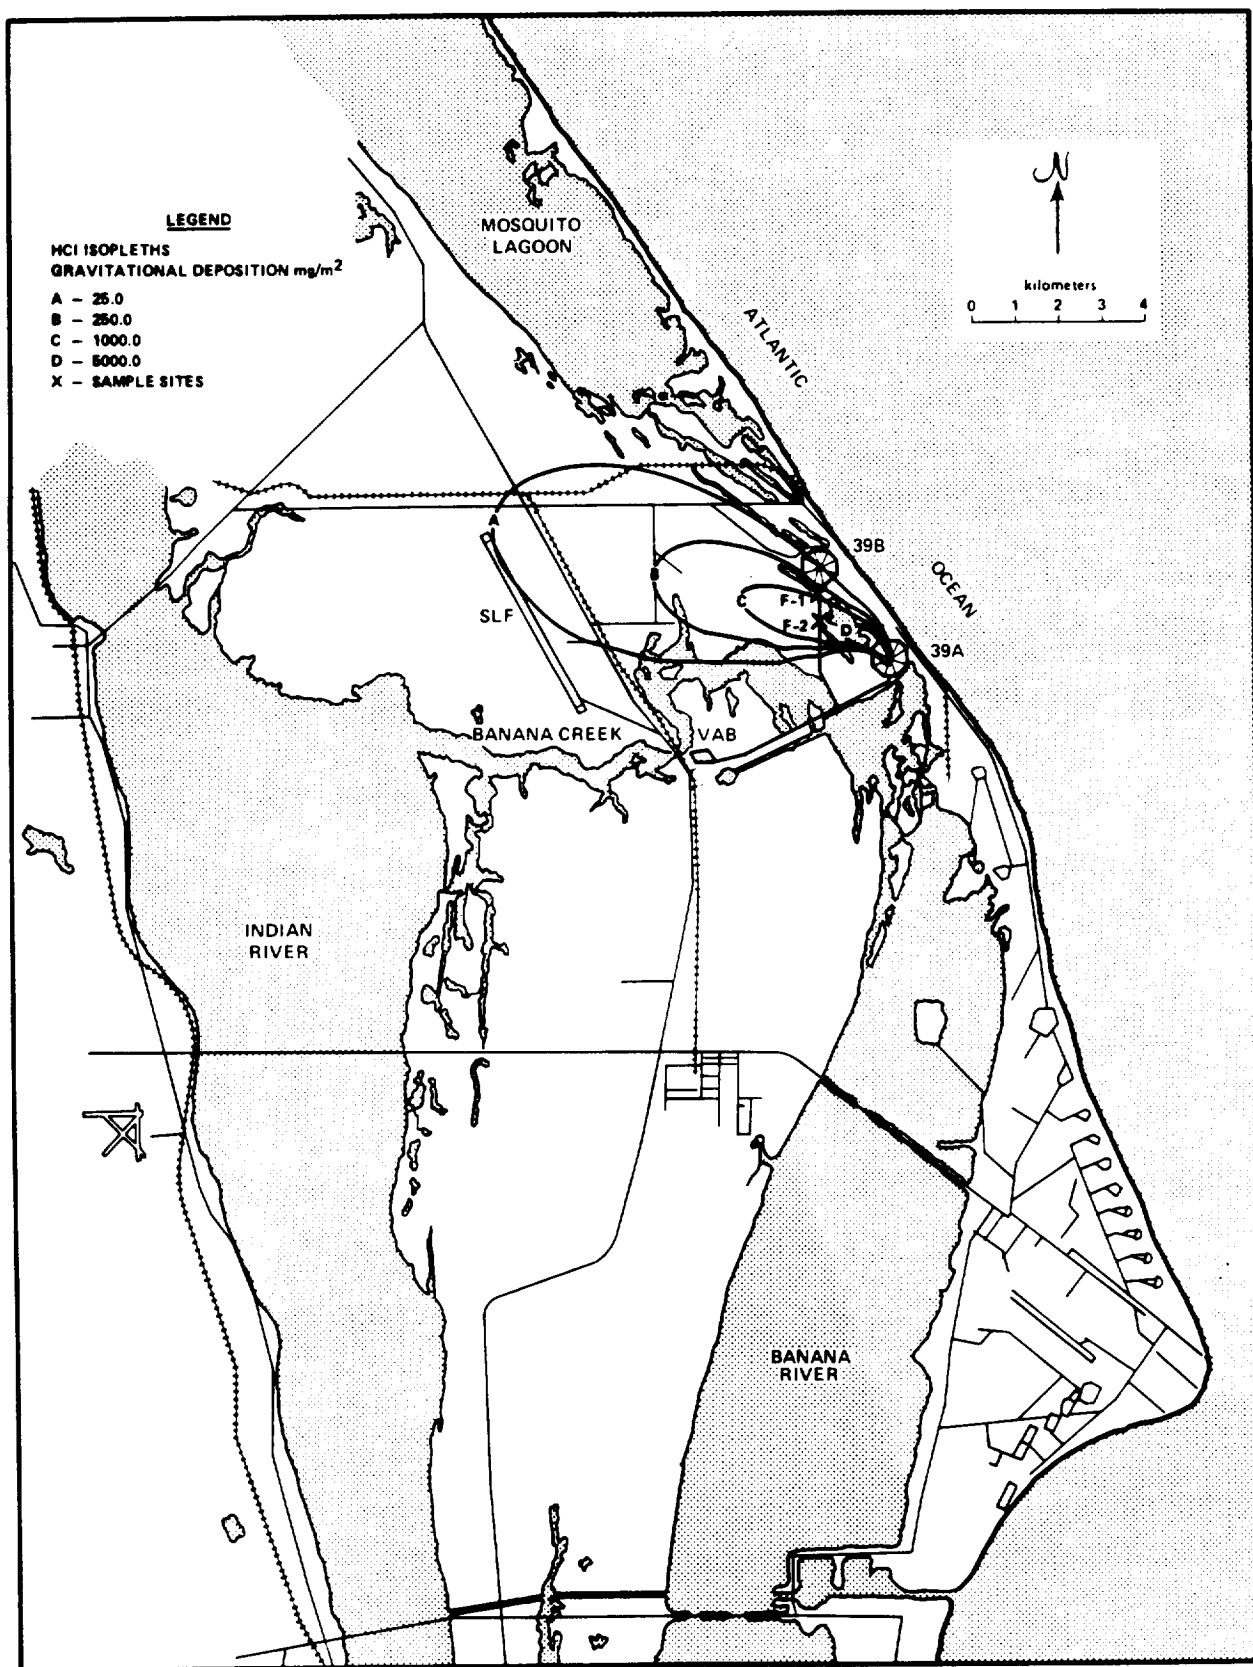 N
kilometers
0 1 2 3 4
LEGEND
HCl ISOPLETHS
GRAVITATIONAL DEPOSITION mg/m²
A – 25.0
B – 250.0
C – 1000.0
D – 5000.0
X – SAMPLE SITES
MOSQUITO
LAGOON
ATLANTIC
OCEAN
A
39B
B
C
F-1
SLF
F-2
D
39A
BANANA CREEK
VAB
INDIAN
RIVER
BANANA
RIVER